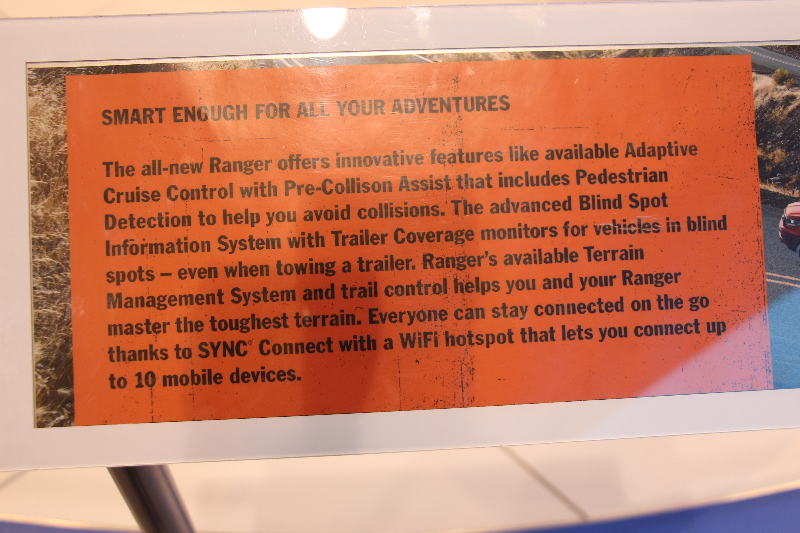 SMART ENOUGH FOR ALL YOUR ADVENTURES
The all-new Ranger offers innovative features like available Adaptive
Cruise Control with Pre-Collison Assist that includes Pedestrian
Detection to help you avoid collisions. The advanced Blind Spot
Information System with Trailer Coverage monitors for vehicles in blind
spots – even when towing a trailer. Ranger's available Terrain
Management System and trail control helps you and your Ranger
master the toughest terrain. Everyone can stay connected on the go
thanks to SYNC® Connect with a WiFi hotspot that lets you connect up
to 10 mobile devices.